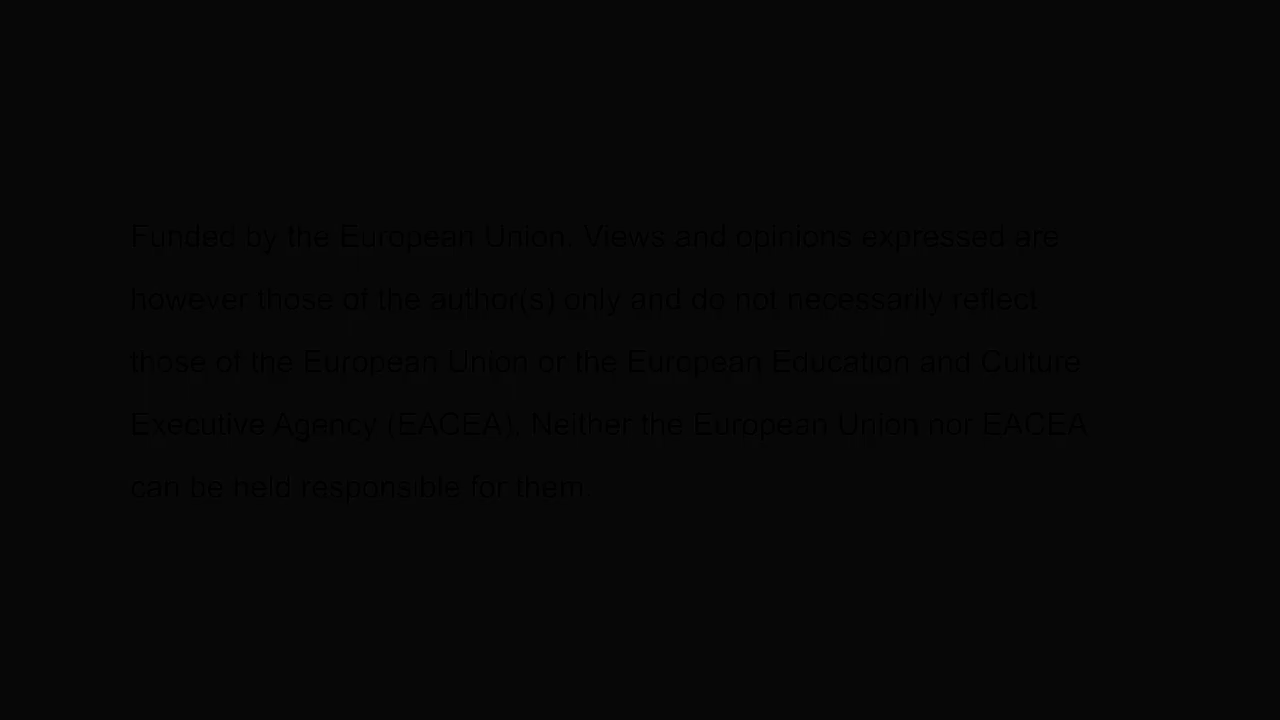 Funded by the European Union. Views and opinions expressed are
however those of the author(s) only and do not necessarily reflect
those of the European Union or the European Education and Culture
Executive Agency (EACEA). Neither the European Union nor EACEA
can be held responsible for them.